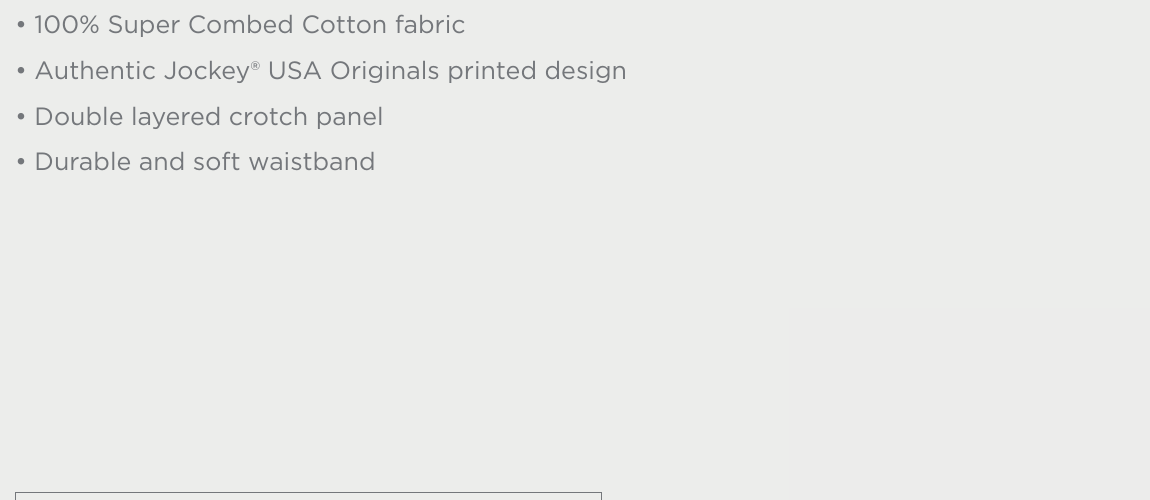 • 100% Super Combed Cotton fabric
• Authentic Jockey® USA Originals printed design
• Double layered crotch panel
• Durable and soft waistband